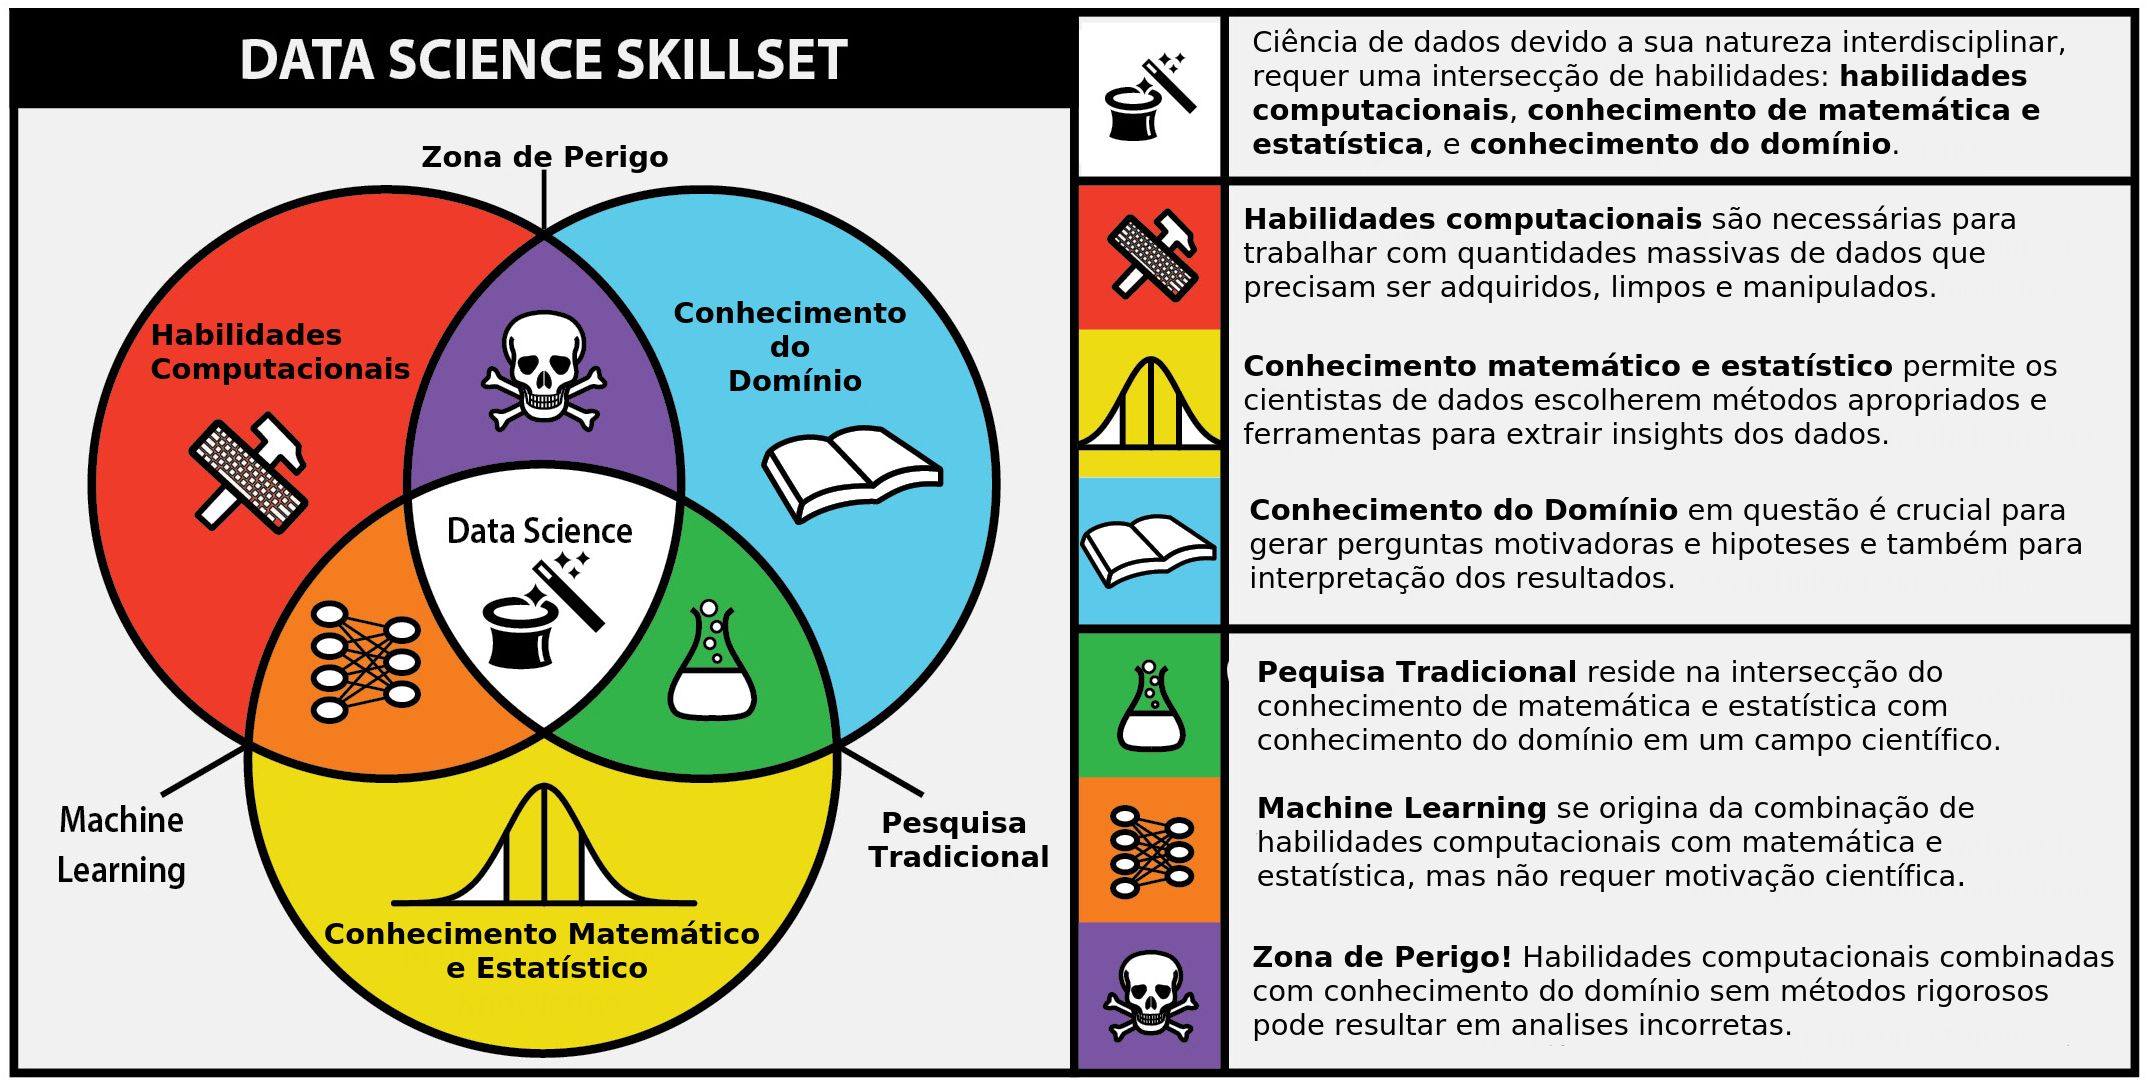 DATA SCIENCE SKILLSET
Zona de Perigo
Habilidades
Computacionais
Conhecimento
do
Domínio
Data Science
Machine
Learning
Pesquisa
Tradicional
Conhecimento Matemático
e Estatístico
Ciência de dados devido a sua natureza interdisciplinar,
requer uma intersecção de habilidades: habilidades
computacionais, conhecimento de matemática e
estatística, e conhecimento do domínio.
Habilidades computacionais são necessárias para
trabalhar com quantidades massivas de dados que
precisam ser adquiridos, limpos e manipulados.
Conhecimento matemático e estatístico permite os
cientistas de dados escolherem métodos apropriados e
ferramentas para extrair insights dos dados.
Conhecimento do Domínio em questão é crucial para
gerar perguntas motivadoras e hipoteses e também para
interpretação dos resultados.
Pequisa Tradicional reside na intersecção do
conhecimento de matemática e estatística com
conhecimento do domínio em um campo científico.
Machine Learning se origina da combinação de
habilidades computacionais com matemática e
estatística, mas não requer motivação científica.
Zona de Perigo! Habilidades computacionais combinadas
com conhecimento do domínio sem métodos rigorosos
pode resultar em analises incorretas.